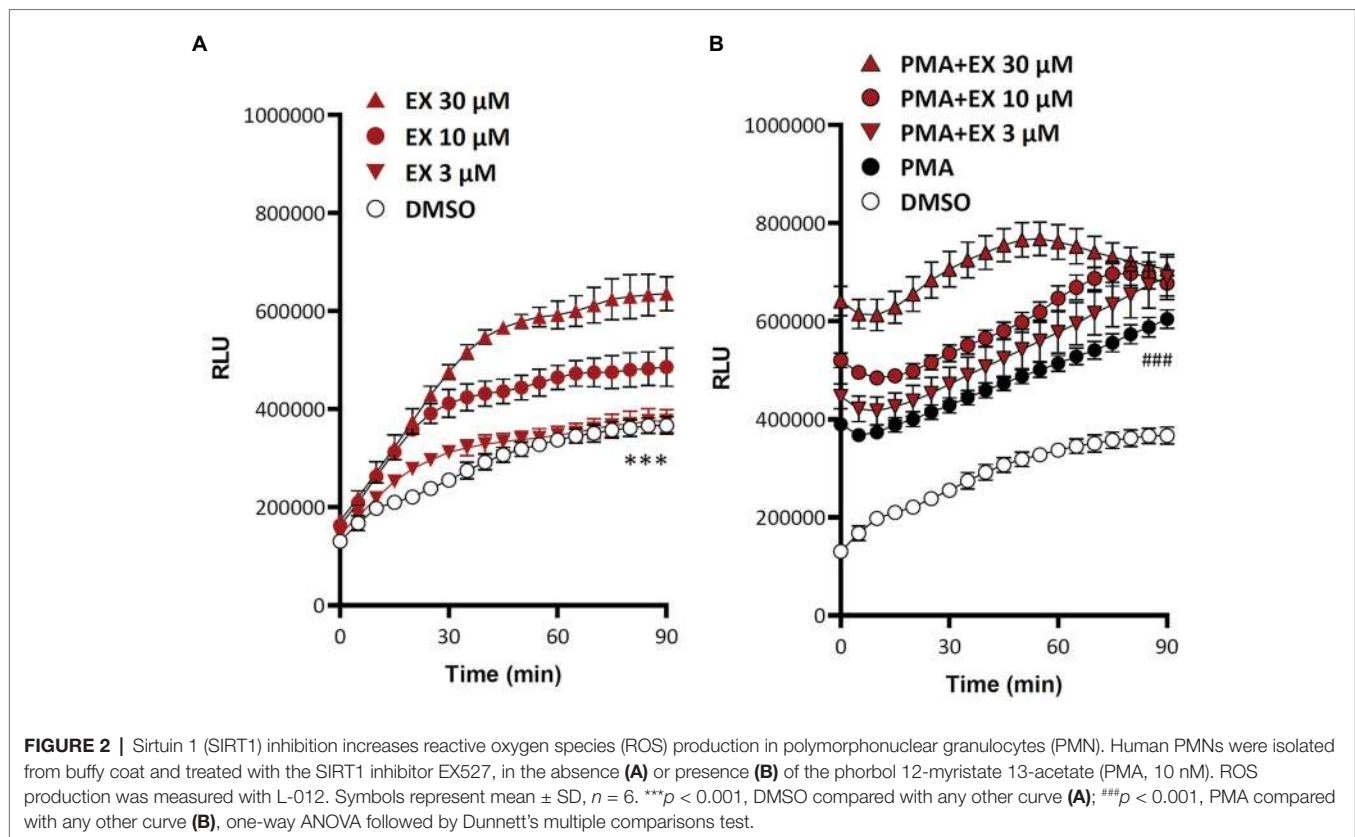 A
EX 30 µM
EX 10 µM
EX 3 µM
DMSO
1000000
800000
600000
400000
200000
0
RLU
0 30 60 90
Time (min)
***
B
PMA+EX 30 µM
PMA+EX 10 µM
PMA+EX 3 µM
PMA
DMSO
1000000
800000
600000
400000
200000
0
RLU
0 30 60 90
Time (min)
###
FIGURE 2 | Sirtuin 1 (SIRT1) inhibition increases reactive oxygen species (ROS) production in polymorphonuclear granulocytes (PMN). Human PMNs were isolated
from buffy coat and treated with the SIRT1 inhibitor EX527, in the absence (A) or presence (B) of the phorbol 12-myristate 13-acetate (PMA, 10 nM). ROS
production was measured with L-012. Symbols represent mean ± SD, n = 6. ***p < 0.001, DMSO compared with any other curve (A); ###p < 0.001, PMA compared
with any other curve (B), one-way ANOVA followed by Dunnett's multiple comparisons test.